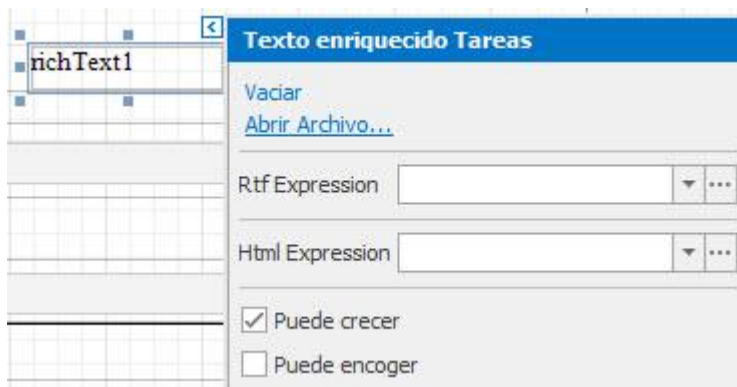 richText1
Texto enriquecido Tareas
Vaciar
Abrir Archivo...
Rtf Expression
Html Expression
Puede crecer
Puede encoger